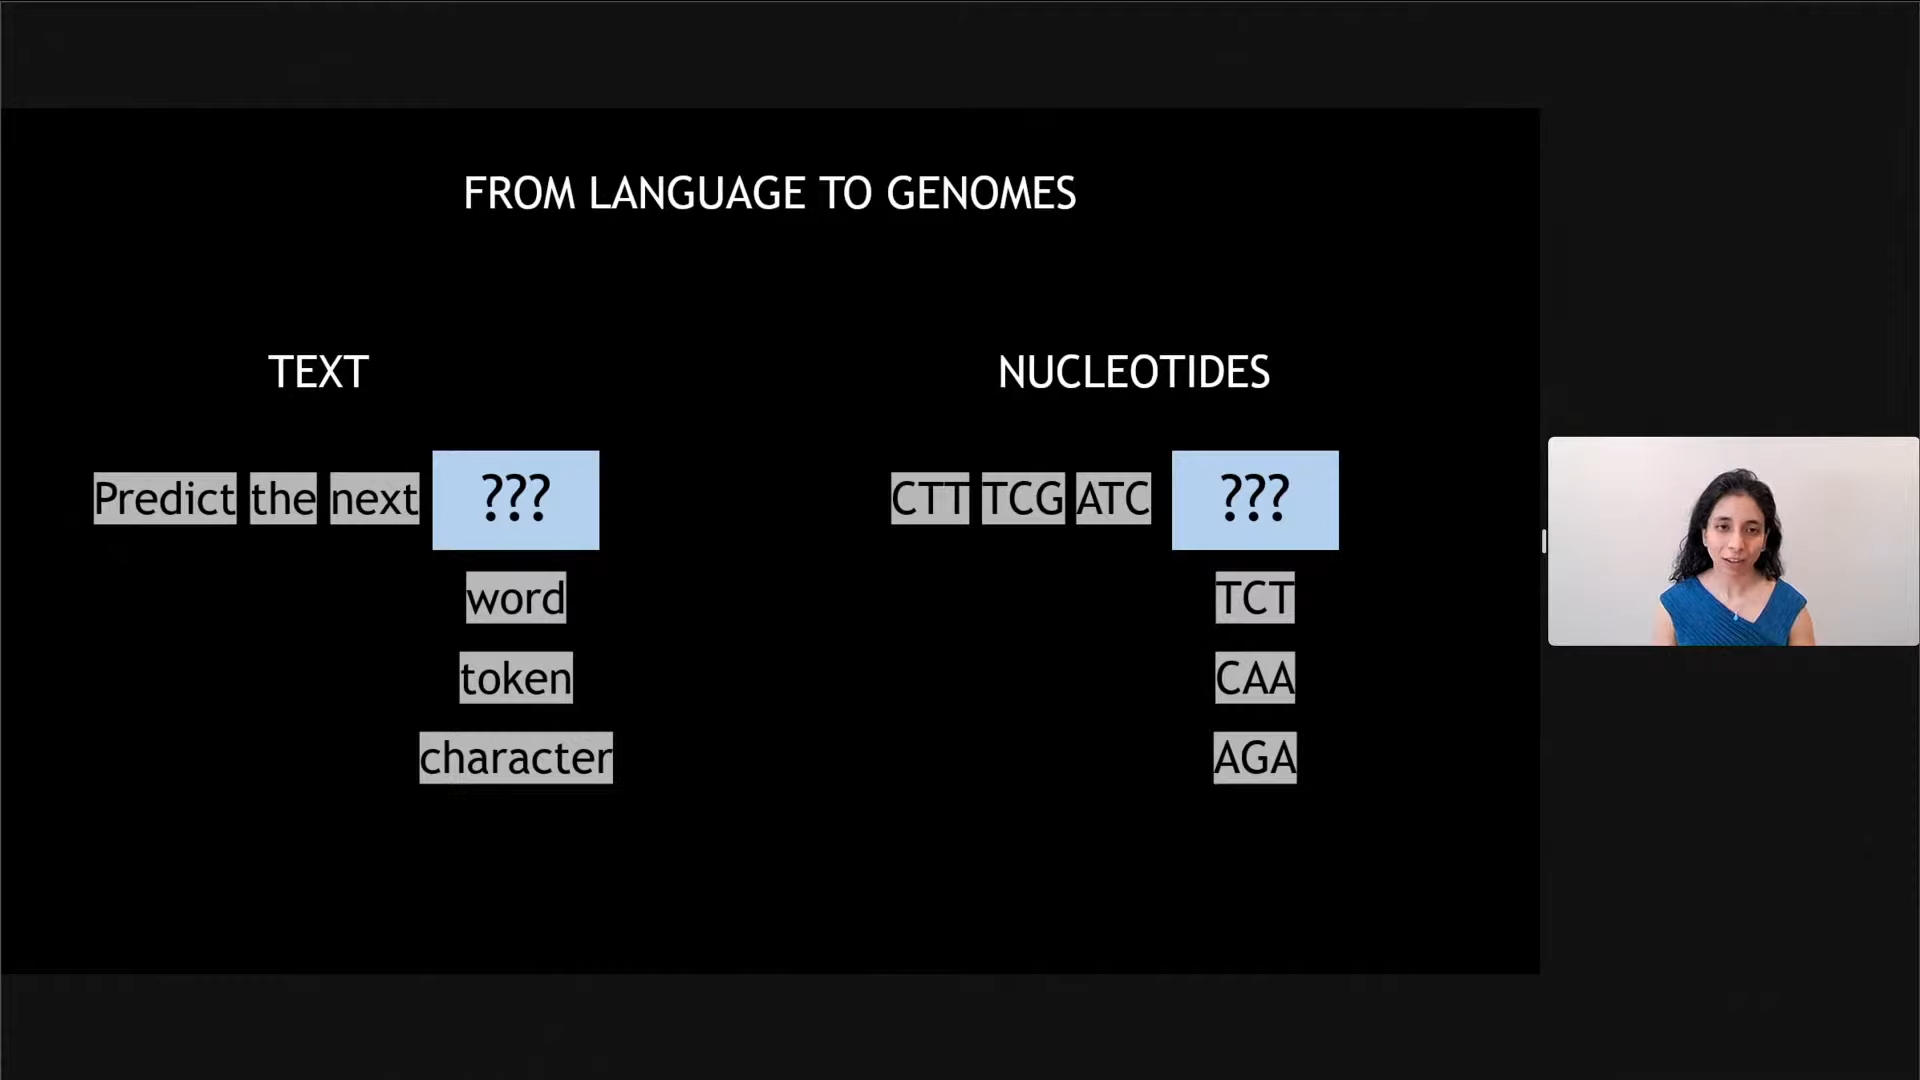 FROM LANGUAGE TO GENOMES
TEXT
Predict the next ???
word
token
character
NUCLEOTIDES
CTT TCG ATC ???
TCT
CAA
AGA